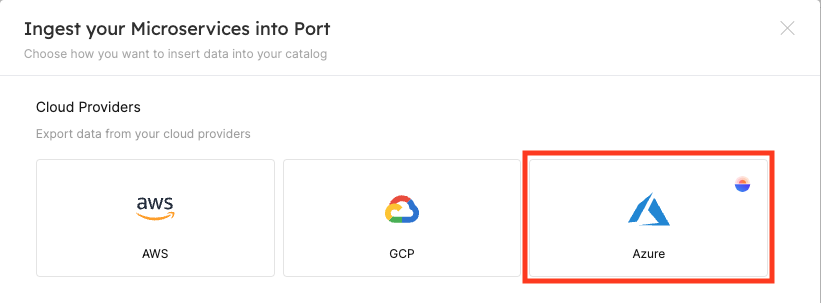 Ingest your Microservices into Port
Choose how you want to insert data into your catalog
Cloud Providers
Export data from your cloud providers
aws
AWS
GCP
Azure